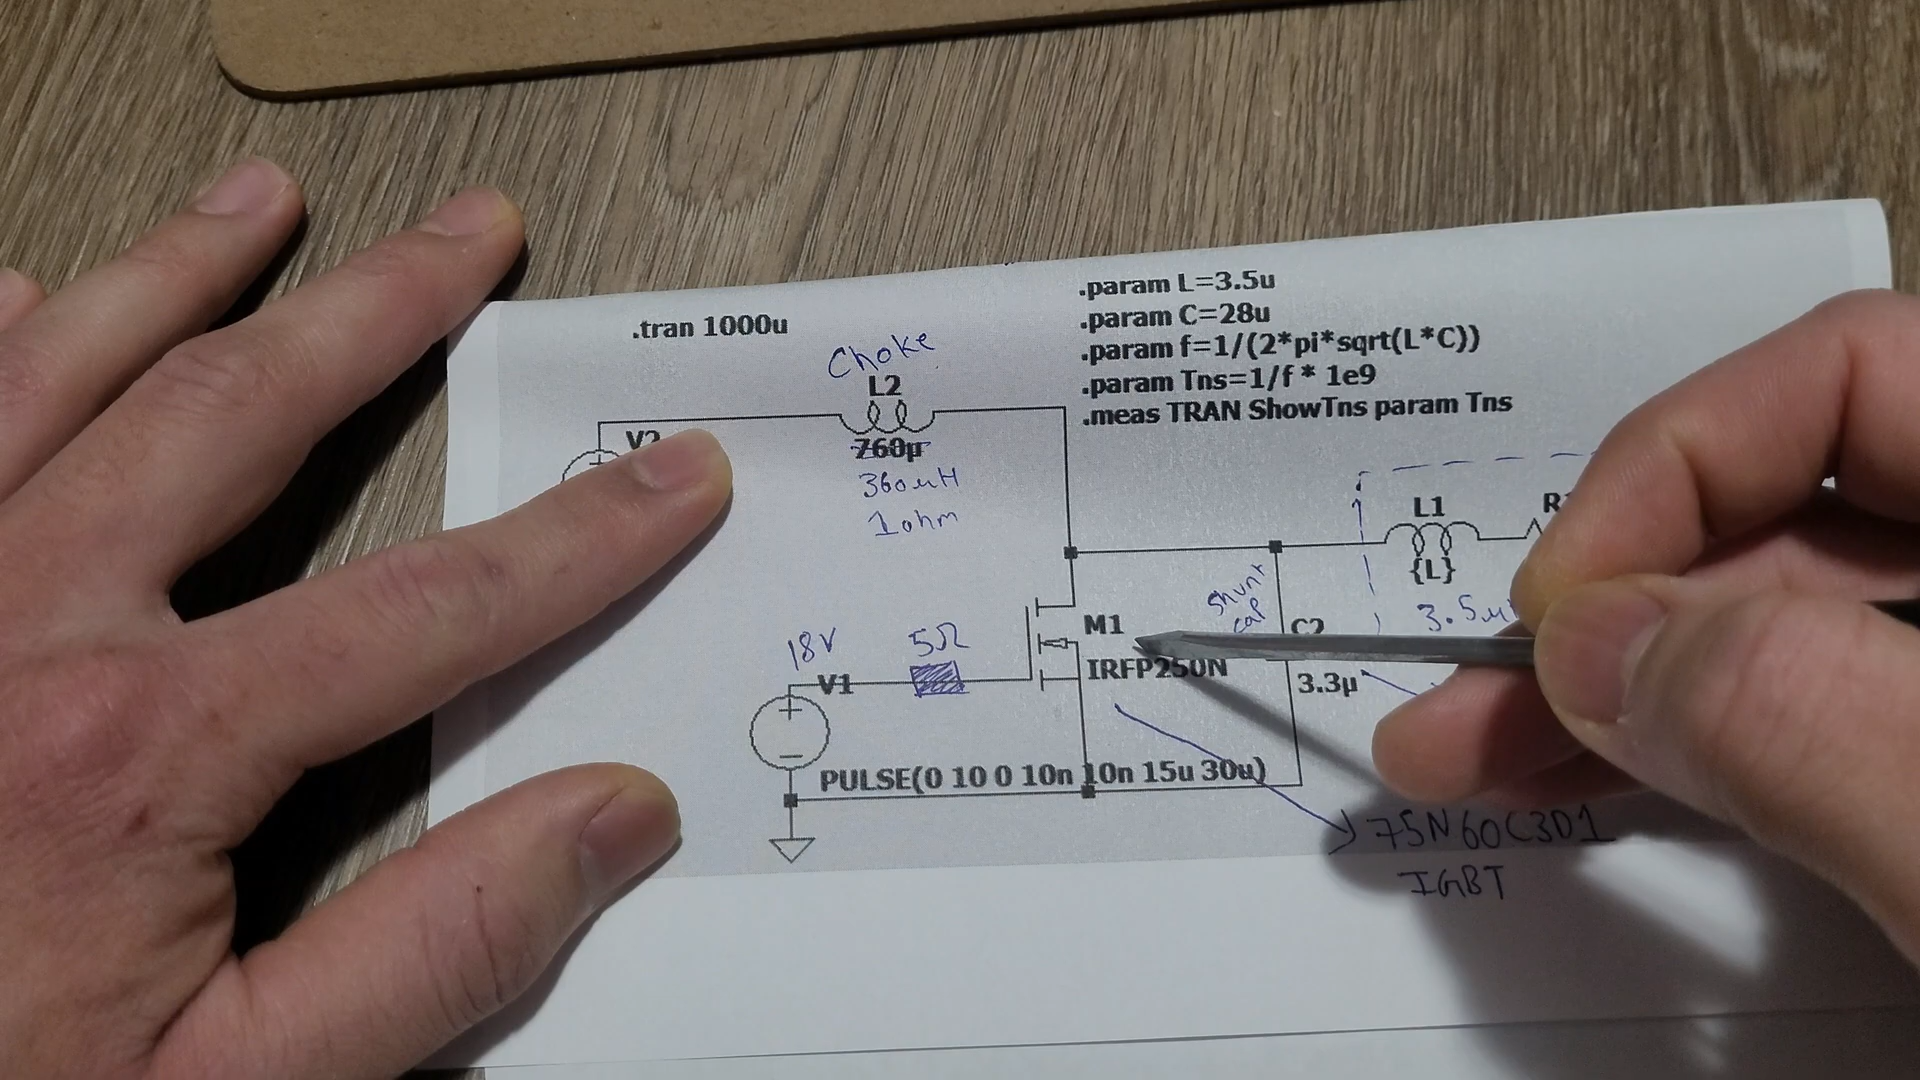 .tran 1000u
.param L=3.5u
.param C=28u
.param f=1/(2*pi*sqrt(L*C))
.param Tns=1/f * 1e9
.meas TRAN ShowTns param Tns
Choke
L2
760µ
360uH
1ohm
V2
L1
{L}
3.5u
shunt
cap
C2
3.3µ
M1
IRFP250N
18V
5Ω
V1
PULSE(0 10 0 10n 10n 15u 30u)
75N60C3D1
IGBT